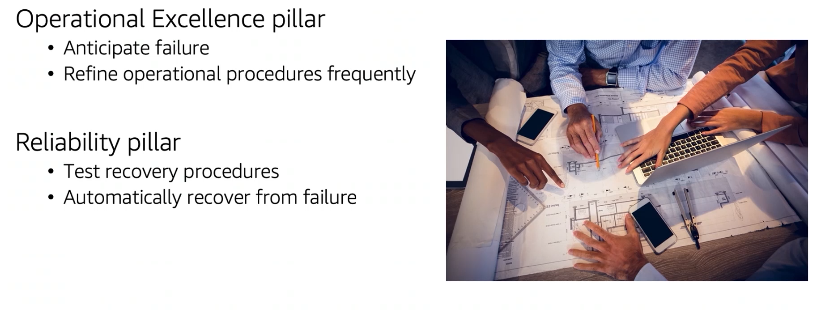 Operational Excellence pillar
• Anticipate failure
• Refine operational procedures frequently
Reliability pillar
• Test recovery procedures
• Automatically recover from failure